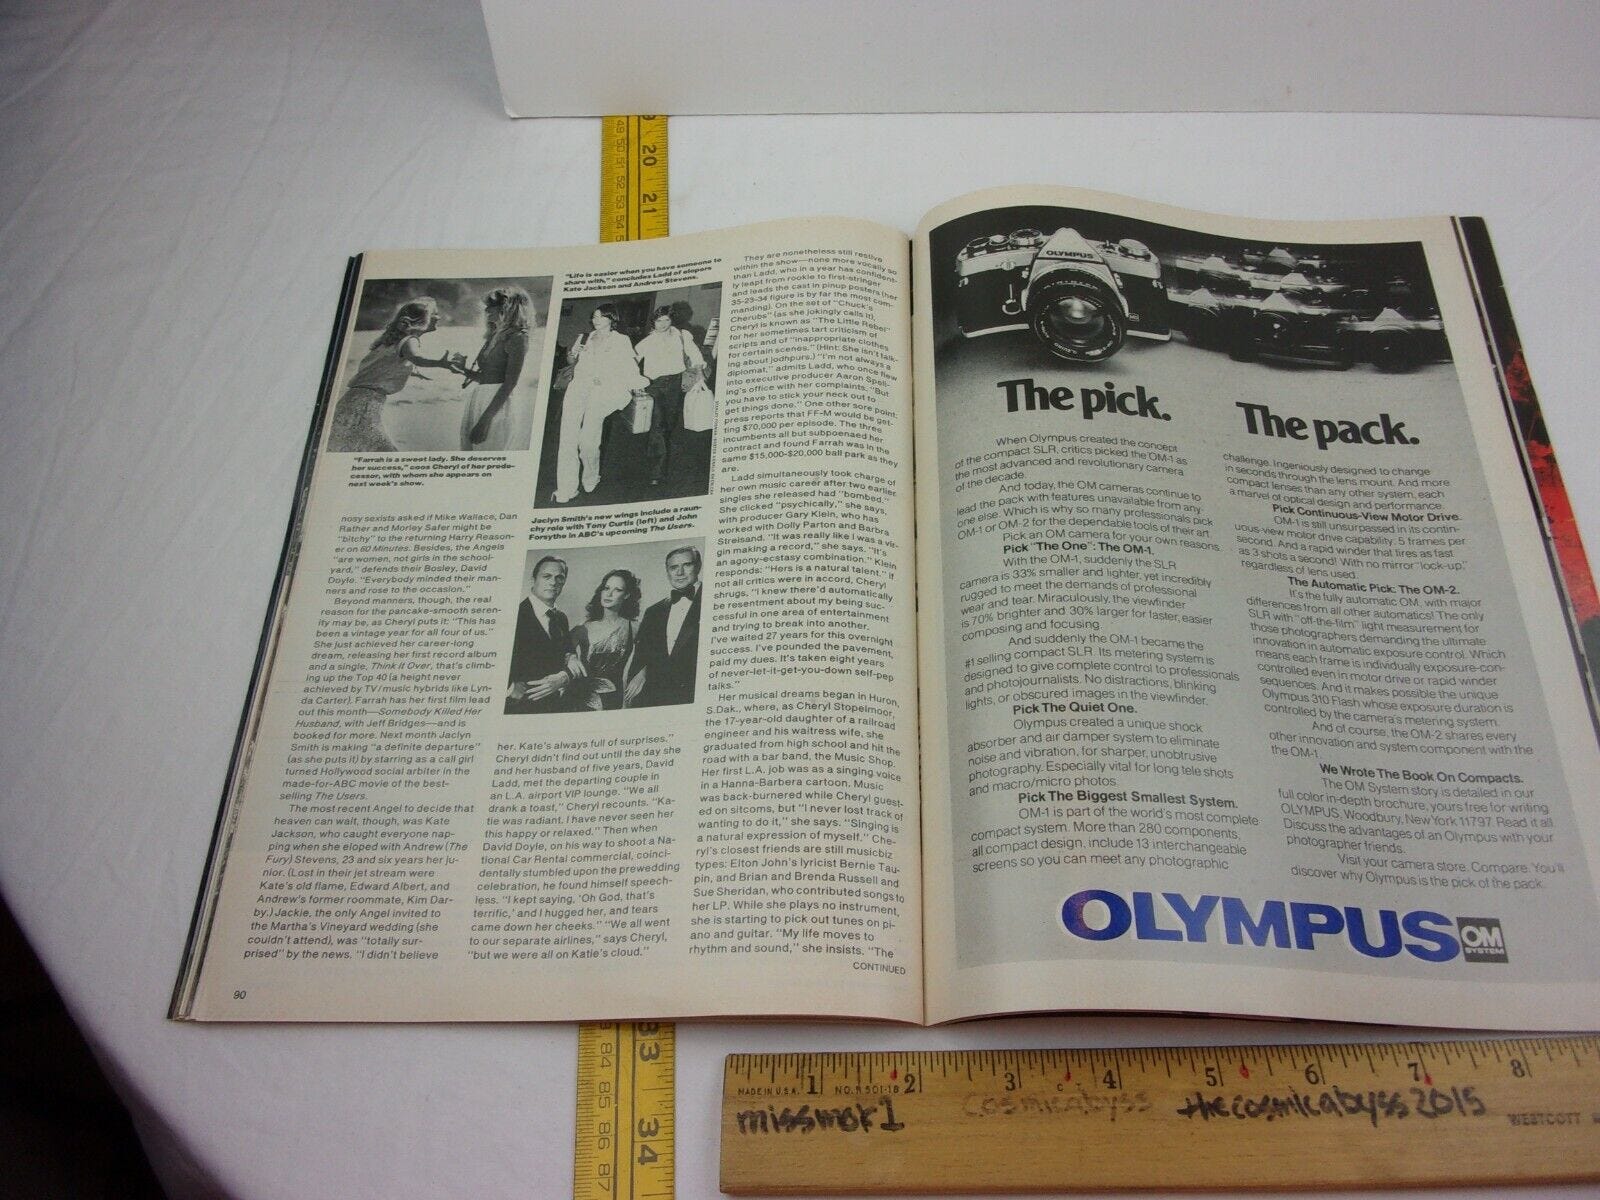 "Life is easier when you have someone to
share with," concludes Ladd of elopers
Kate Jackson and Andrew Stevens.
"Farrah is a sweet lady. She deserves
her success," coos Cheryl of her prede-
cessor, with whom she appears on
next week's show.
Jaclyn Smith's new wings include a raun-
chy role with Tony Curtis (left) and John
Forsythe in ABC's upcoming The Users.
nosy sexists asked if Mike Wallace, Dan
Rather and Morley Safer might be
"bitchy" to the returning Harry Reason-
er on 60 Minutes. Besides, the Angels
"are women, not girls in the school-
yard," defends their Bosley, David
Doyle. "Everybody minded their man-
ners and rose to the occasion."
Beyond manners, though, the real
reason for the pancake-smooth seren-
ity may be, as Cheryl puts it: "This has
been a vintage year for all four of us."
She just achieved her career-long
dream, releasing her first record album
and a single, Think It Over, that's climb-
ing up the Top 40 (a height never
achieved by TV/music hybrids like Lyn-
da Carter). Farrah has her first film lead
out this month—Somebody Killed Her
Husband, with Jeff Bridges—and is
booked for more. Next month Jaclyn
Smith is making "a definite departure"
(as she puts it) by starring as a call girl
turned Hollywood social arbiter in the
made-for-ABC movie of the best-
selling The Users.
The most recent Angel to decide that
heaven can wait, though, was Kate
Jackson, who caught everyone nap-
ping when she eloped with Andrew (The
Fury) Stevens, 23 and six years her ju-
nior. (Lost in their jet stream were
Kate's old flame, Edward Albert, and
Andrew's former roommate, Kim Dar-
by.) Jackie, the only Angel invited to
the Martha's Vineyard wedding (she
couldn't attend), was "totally sur-
prised" by the news. "I didn't believe
her. Kate's always full of surprises."
Cheryl didn't find out until the day she
and her husband of five years, David
Ladd, met the departing couple in
an L.A. airport VIP lounge. "We all
drank a toast," Cheryl recounts. "Ka-
tie was radiant. I have never seen her
this happy or relaxed." Then when
David Doyle, on his way to shoot a Na-
tional Car Rental commercial, coinci-
dentally stumbled upon the prewedding
celebration, he found himself speech-
less. "I kept saying, 'Oh God, that's
terrific,' and I hugged her, and tears
came down her cheeks." "We all went
to our separate airlines," says Cheryl,
"but we were all on Katie's cloud."
They are nonetheless still restive
within the show—none more vocally so
than Ladd, who in a year has confident-
ly leapt from rookie to first-stringer
and leads the cast in pinup posters (her
35-23-34 figure is by far the most com-
manding). On the set of "Chuck's
Cherubs" (as she jokingly calls it),
Cheryl is known as "The Little Rebel"
for her sometimes tart criticism of
scripts and of "inappropriate clothes
for certain scenes." (Hint: She isn't talk-
ing about jodhpurs.) "I'm not always a
diplomat," admits Ladd, who once flew
into executive producer Aaron Spell-
ing's office with her complaints. "But
you have to stick your neck out to
get things done." One other sore point:
press reports that FF-M would be get-
ting $70,000 per episode. The three
incumbents all but subpoenaed her
contract and found Farrah was in the
same $15,000-$20,000 ball park as they
are.
Ladd simultaneously took charge of
her own music career after two earlier
singles she released had "bombed."
She clicked "psychically," she says,
with producer Gary Klein, who has
worked with Dolly Parton and Barbra
Streisand. "It was really like I was a vir-
gin making a record," she says. "It's
an agony-ecstasy combination." Klein
responds: "Hers is a natural talent." If
not all critics were in accord, Cheryl
shrugs, "I knew there'd automatically
be resentment about my being suc-
cessful in one area of entertainment
and trying to break into another.
I've waited 27 years for this overnight
success. I've pounded the pavement,
paid my dues. It's taken eight years
of never-let-it-get-you-down self-pep
talks."
Her musical dreams began in Huron,
S.Dak., where, as Cheryl Stopelmoor,
the 17-year-old daughter of a railroad
engineer and his waitress wife, she
graduated from high school and hit the
road with a bar band, the Music Shop.
Her first L.A. job was as a singing voice
in a Hanna-Barbera cartoon. Music
was back-burnered while Cheryl guest-
ed on sitcoms, but "I never lost track of
wanting to do it," she says. "Singing is
a natural expression of myself." Che-
ryl's closest friends are still musicbiz
types: Elton John's lyricist Bernie Tau-
pin, and Brian and Brenda Russell and
Sue Sheridan, who contributed songs to
her LP. While she plays no instrument,
she is starting to pick out tunes on pi-
ano and guitar. "My life moves to
rhythm and sound," she insists. "The
CONTINUED
90
OLYMPUS
The pick.
The pack.
When Olympus created the concept
of the compact SLR, critics picked the OM-1 as
the most advanced and revolutionary camera
of the decade.
And today, the OM cameras continue to
lead the pack with features unavailable from any-
one else. Which is why so many professionals pick
OM-1 or OM-2 for the dependable tools of their art.
Pick an OM camera for your own reasons.
Pick "The One": The OM-1.
With the OM-1, suddenly the SLR
camera is 33% smaller and lighter, yet incredibly
rugged to meet the demands of professional
wear and tear. Miraculously, the viewfinder
is 70% brighter and 30% larger for faster, easier
composing and focusing.
And suddenly the OM-1 became the
#1 selling compact SLR. Its metering system is
designed to give complete control to professionals
and photojournalists. No distractions, blinking
lights, or obscured images in the viewfinder.
Pick The Quiet One.
Olympus created a unique shock
absorber and air damper system to eliminate
noise and vibration, for sharper, unobtrusive
photography. Especially vital for long tele shots
and macro/micro photos.
Pick The Biggest Smallest System.
OM-1 is part of the world's most complete
compact system. More than 280 components,
all compact design, include 13 interchangeable
screens so you can meet any photographic
challenge. Ingeniously designed to change
in seconds through the lens mount. And more
compact lenses than any other system, each
a marvel of optical design and performance.
Pick Continuous-View Motor Drive.
OM-1 is still unsurpassed in its contin-
uous-view motor drive capability: 5 frames per
second. And a rapid winder that fires as fast
as 3 shots a second! With no mirror "lock-up,"
regardless of lens used.
The Automatic Pick: The OM-2.
It's the fully automatic OM, with major
differences from all other automatics! The only
SLR with "off-the-film" light measurement for
those photographers demanding the ultimate
innovation in automatic exposure control. Which
means each frame is individually exposure-con-
controlled even in motor drive or rapid winder
sequences. And it makes possible the unique
Olympus 310 Flash whose exposure duration is
controlled by the camera's metering system.
And of course, the OM-2 shares every
other innovation and system component with the
the OM-1.
We Wrote The Book On Compacts.
The OM System story is detailed in our
full color in-depth brochure, yours free for writing
OLYMPUS, Woodbury, New York 11797. Read it all.
Discuss the advantages of an Olympus with your
photographer friends.
Visit your camera store. Compare. You'll
discover why Olympus is the pick of the pack.
OLYMPUS
OM
SYSTEM
49 50 51 52 53 54
20 21
33 34
84 85 86 87
1 2 3 4 5 6 7 8
MADE IN U.S.A. NO. R 501-18
missmok1 cosmicabyss thecosmicabyss2015
WESTCOTT